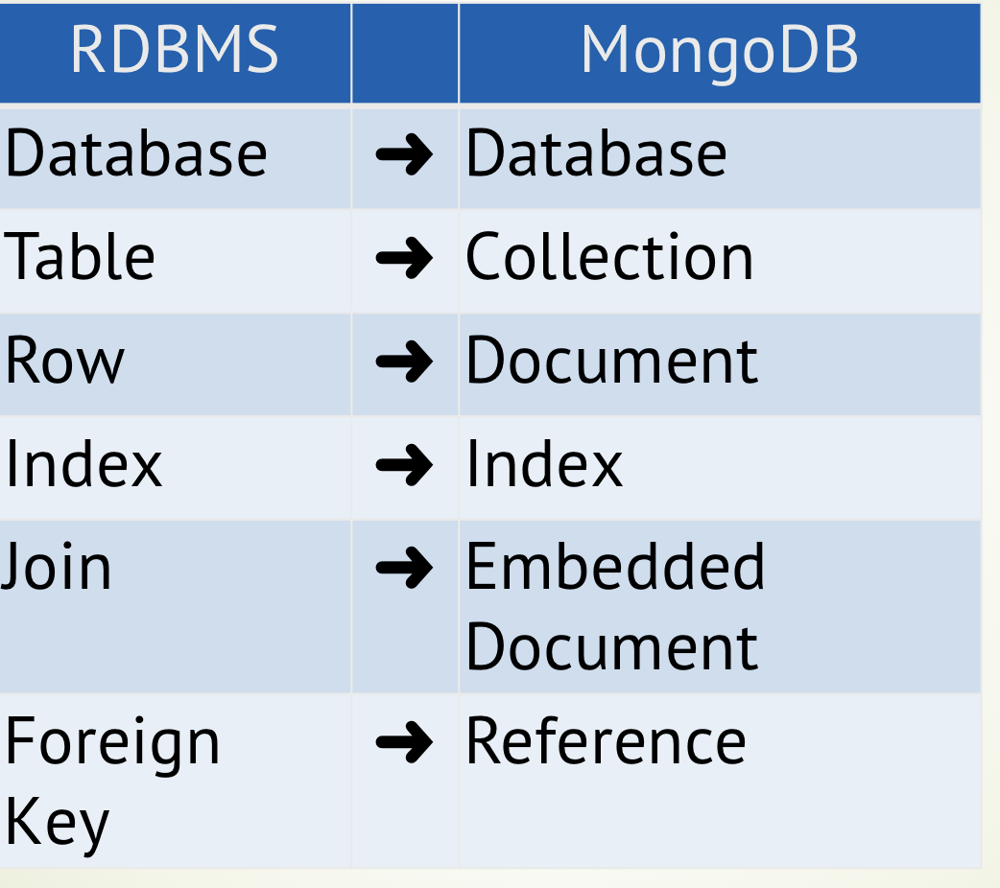 RDBMS MongoDB
Database ➜ Database
Table ➜ Collection
Row ➜ Document
Index ➜ Index
Join ➜ Embedded
Document
Foreign ➜ Reference
Key